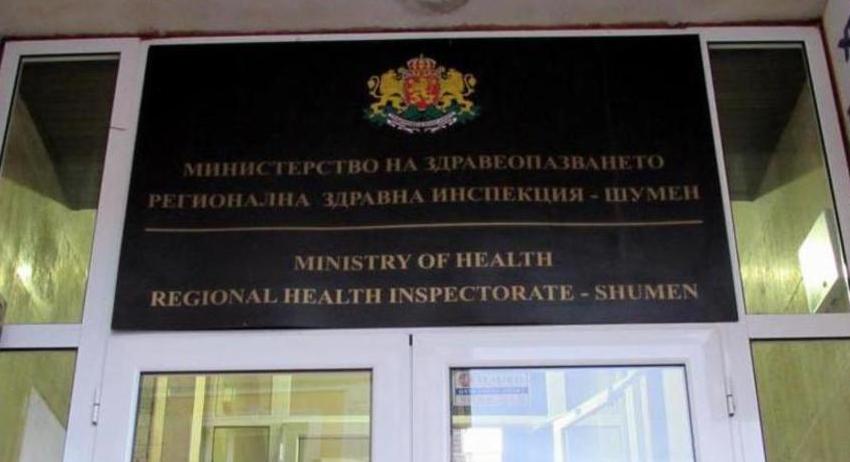 МИНИСТЕРСТВО НА ЗДРАВЕОПАЗВАНЕТО
РЕГИОНАЛНА ЗДРАВНА ИНСПЕКЦИЯ - ШУМЕН
MINISTRY OF HEALTH
REGIONAL HEALTH INSPECTORATE - SHUMEN